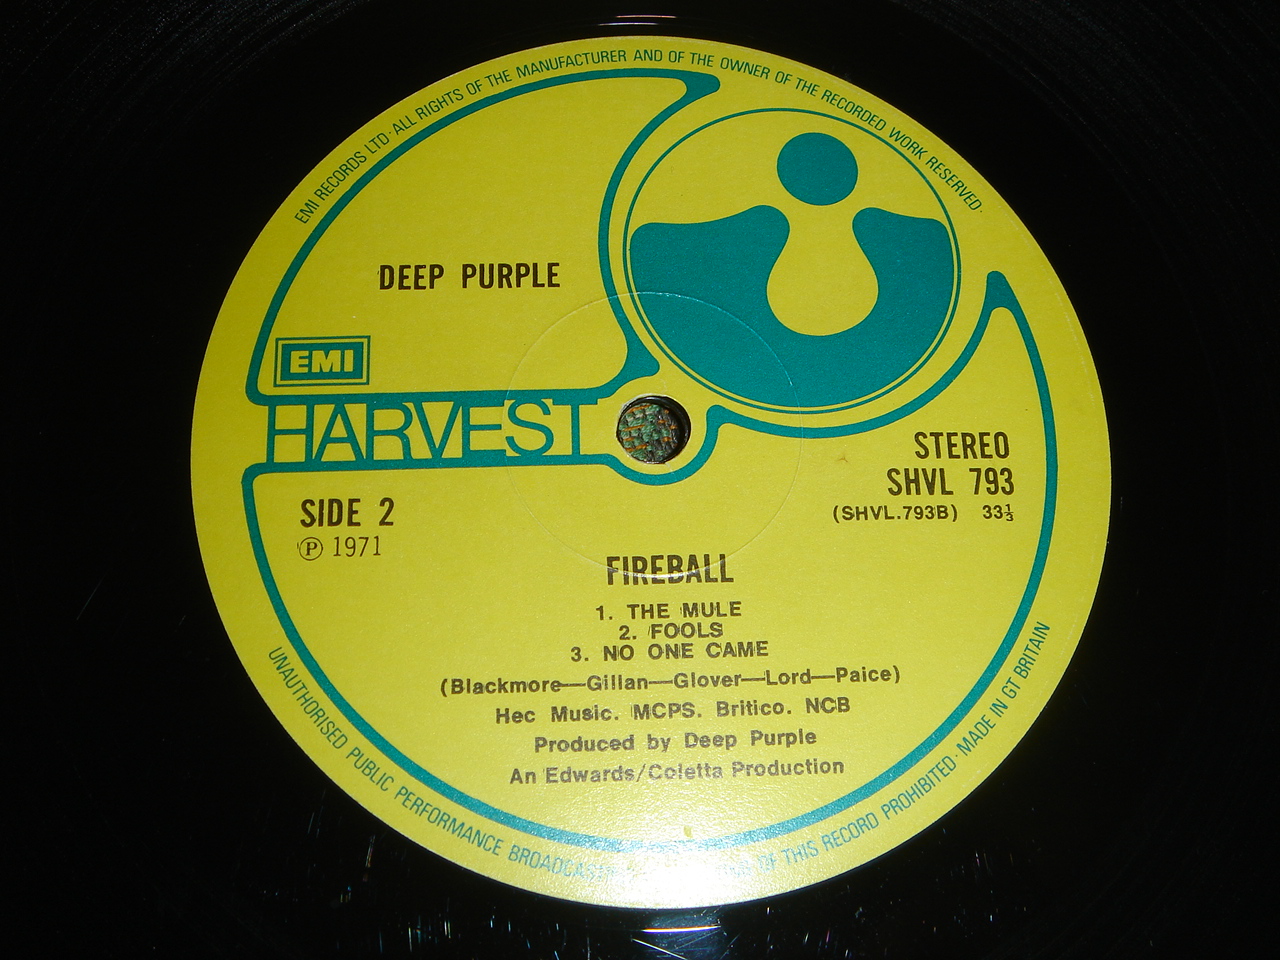 EMI RECORDS LTD · ALL RIGHTS OF THE MANUFACTURER AND OF THE OWNER OF THE RECORDED WORK RESERVED ·
DEEP PURPLE
EMI
HARVEST
STEREO
SHVL 793
(SHVL.793B) 33⅓
SIDE 2
Ⓟ 1971
FIREBALL
1. THE MULE
2. FOOLS
3. NO ONE CAME
(Blackmore—Gillan—Glover—Lord—Paice)
Hec Music. MCPS. Britico. NCB
Produced by Deep Purple
An Edwards/Coletta Production
UNAUTHORISED PUBLIC PERFORMANCE BROADCASTING OF THIS RECORD PROHIBITED · MADE IN GT BRITAIN